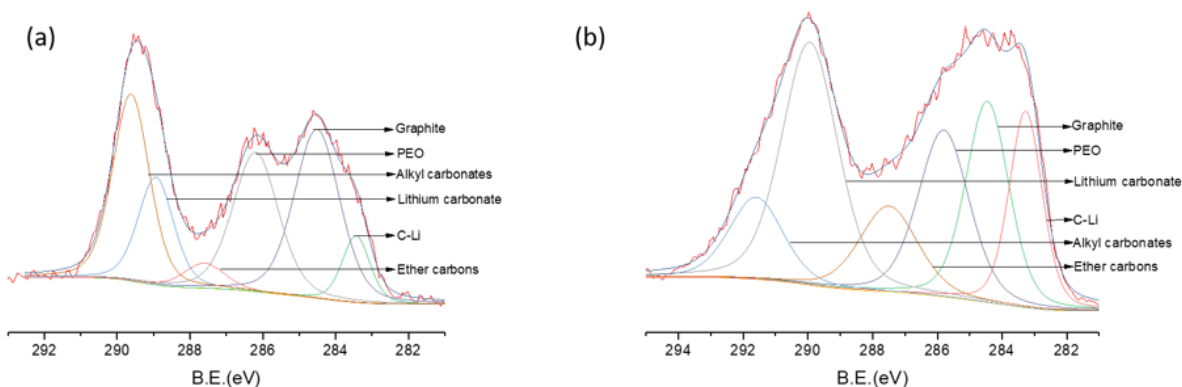 (a)
Graphite
PEO
Alkyl carbonates
Lithium carbonate
C-Li
Ether carbons
292 290 288 286 284 282
B.E.(eV)
(b)
Graphite
PEO
Lithium carbonate
C-Li
Alkyl carbonates
Ether carbons
294 292 290 288 286 284 282
B.E.(eV)